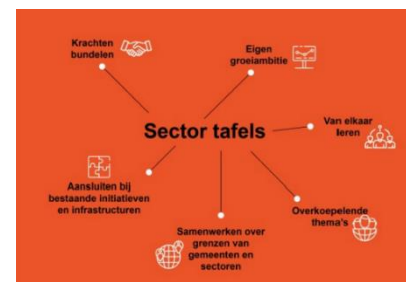 Krachten
bundelen
Eigen
groeiambitie
Sector tafels
Van elkaar
leren
Aansluiten bij
bestaande initiatieven
en infrastructuren
Overkoepelende
thema's
Samenwerken over
grenzen van
gemeenten en
sectoren